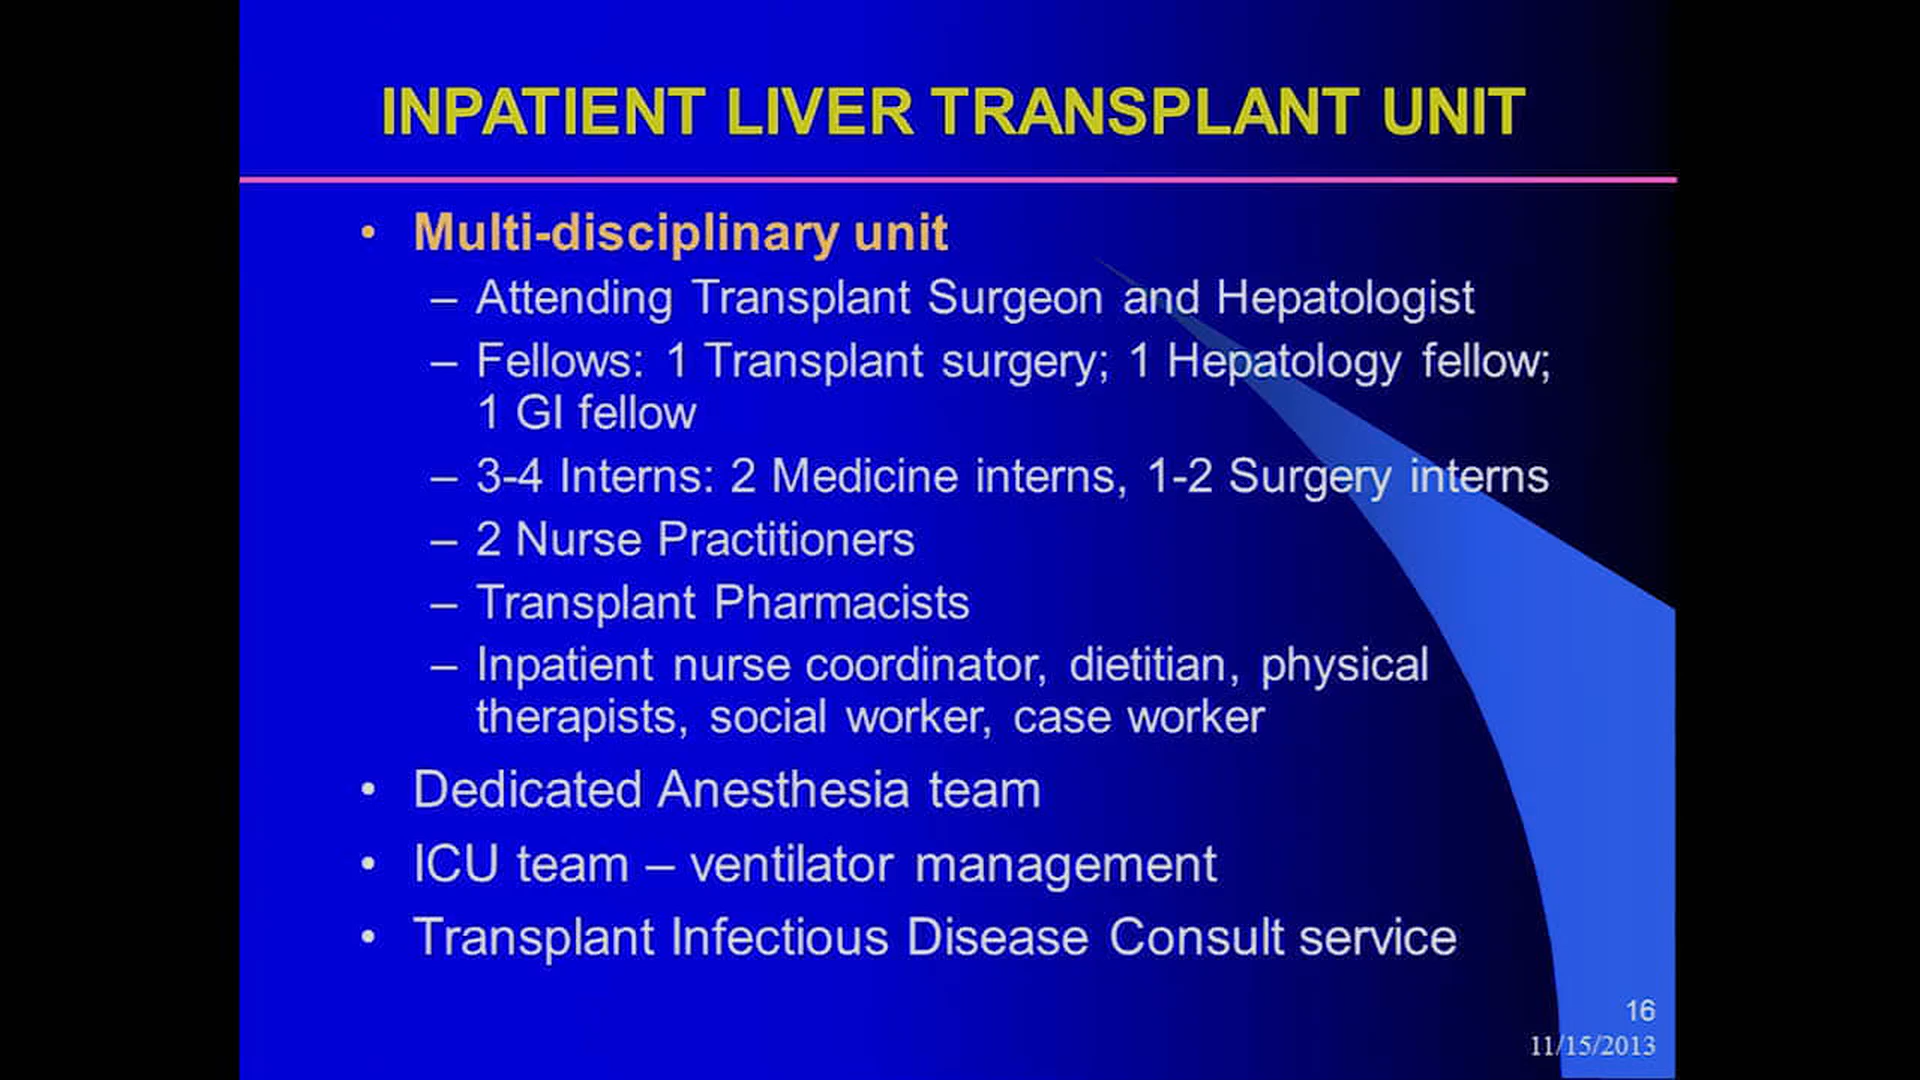 INPATIENT LIVER TRANSPLANT UNIT
• Multi-disciplinary unit
– Attending Transplant Surgeon and Hepatologist
– Fellows: 1 Transplant surgery; 1 Hepatology fellow;
1 GI fellow
– 3-4 Interns: 2 Medicine interns, 1-2 Surgery interns
– 2 Nurse Practitioners
– Transplant Pharmacists
– Inpatient nurse coordinator, dietitian, physical
therapists, social worker, case worker
• Dedicated Anesthesia team
• ICU team – ventilator management
• Transplant Infectious Disease Consult service
16
11/15/2013